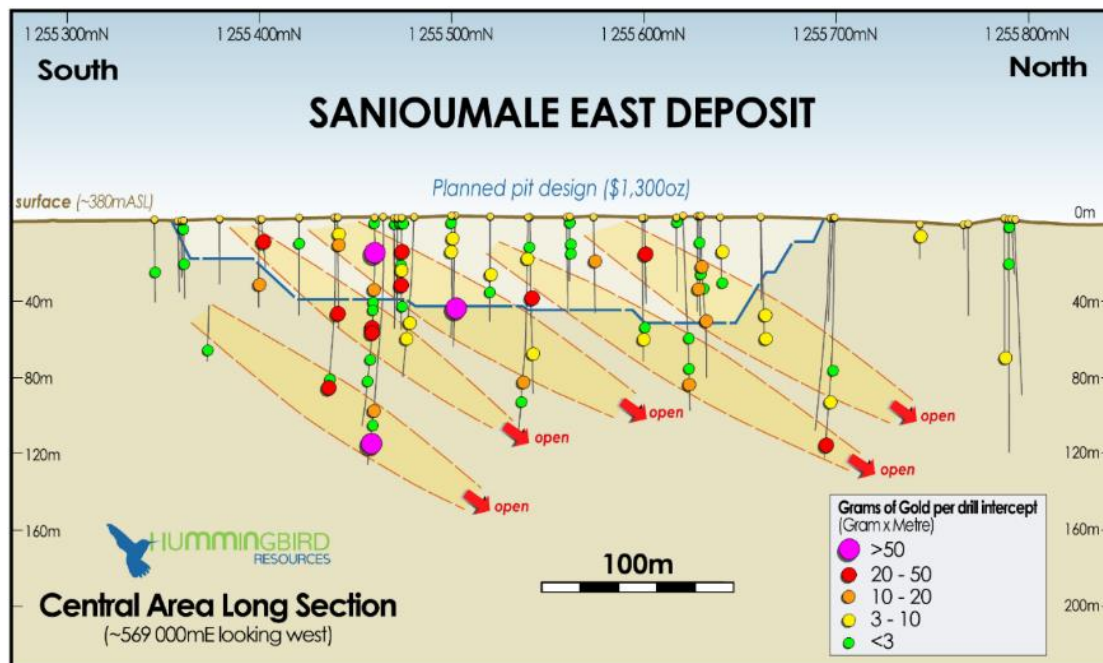 1 255 300mN 1 255 400mN 1 255 500mN 1 255 600mN 1 255 700mN 1 255 800mN
South
North
SANIOUMALE EAST DEPOSIT
Planned pit design ($1,300oz)
surface (~380mASL)
0m
40m
40m
80m
80m
open
open
open
open
open
120m
120m
160m
160m
200m
HUMMINGBIRD
RESOURCES
Central Area Long Section
(~569 000mE looking west)
100m
Grams of Gold per drill intercept
(Gram x Metre)
>50
20 - 50
10 - 20
3 - 10
<3